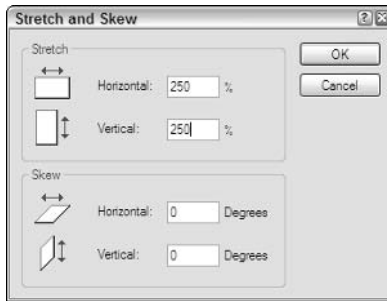 Stretch and Skew
Stretch
Horizontal: 250 %
Vertical: 250 %
Skew
Horizontal: 0 Degrees
Vertical: 0 Degrees
OK
Cancel